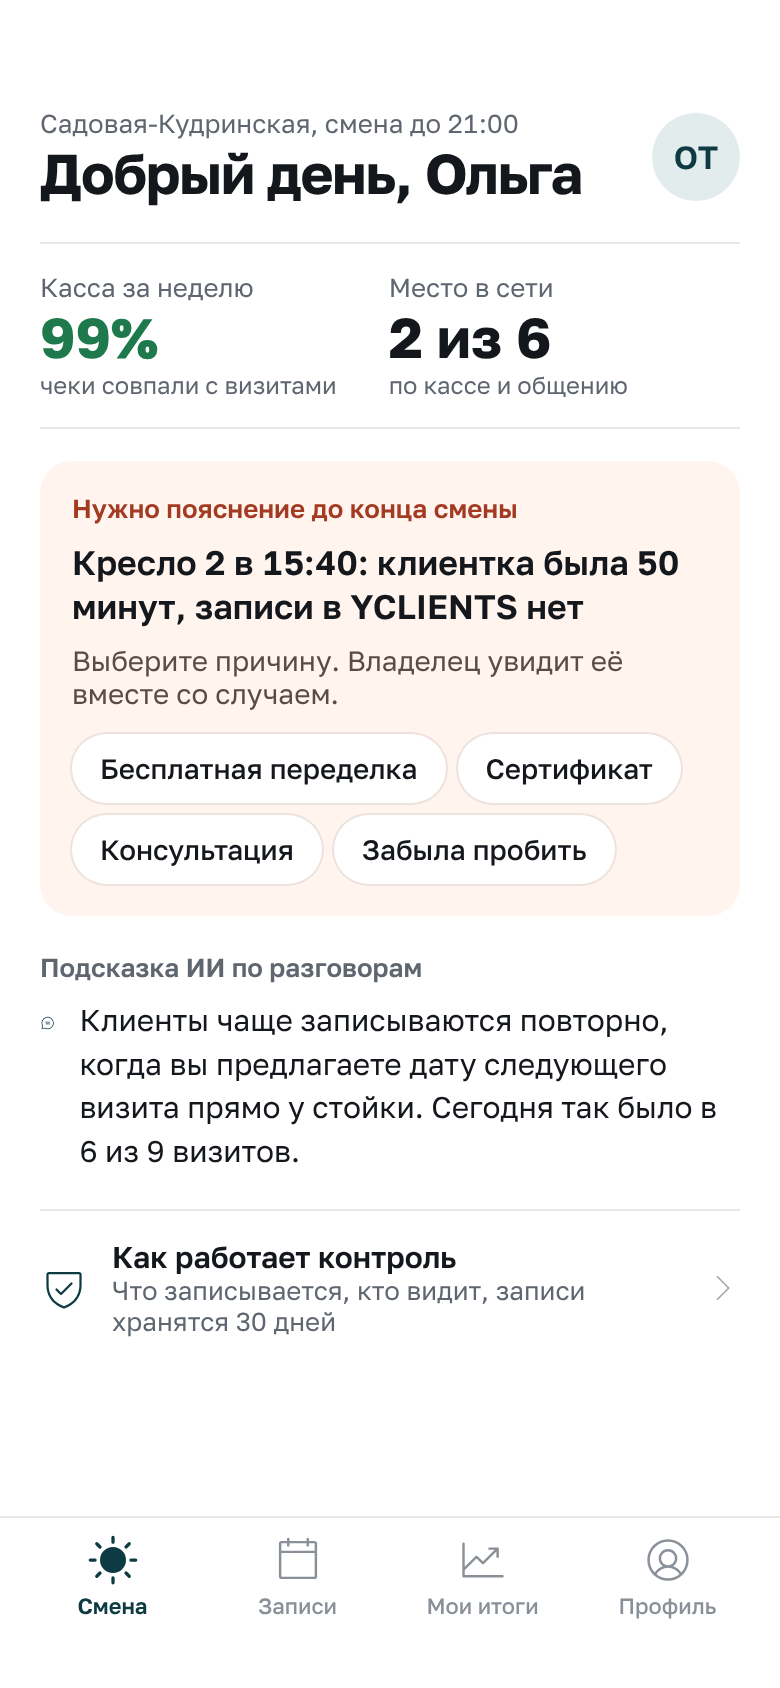 Садовая-Кудринская, смена до 21:00
Добрый день, Ольга
ОТ
Касса за неделю
99%
чеки совпали с визитами
Место в сети
2 из 6
по кассе и общению
Нужно пояснение до конца смены
Кресло 2 в 15:40: клиентка была 50
минут, записи в YCLIENTS нет
Выберите причину. Владелец увидит её
вместе со случаем.
Бесплатная переделка
Сертификат
Консультация
Забыла пробить
Подсказка ИИ по разговорам
Клиенты чаще записываются повторно,
когда вы предлагаете дату следующего
визита прямо у стойки. Сегодня так было в
6 из 9 визитов.
Как работает контроль
Что записывается, кто видит, записи
хранятся 30 дней
Смена
Записи
Мои итоги
Профиль